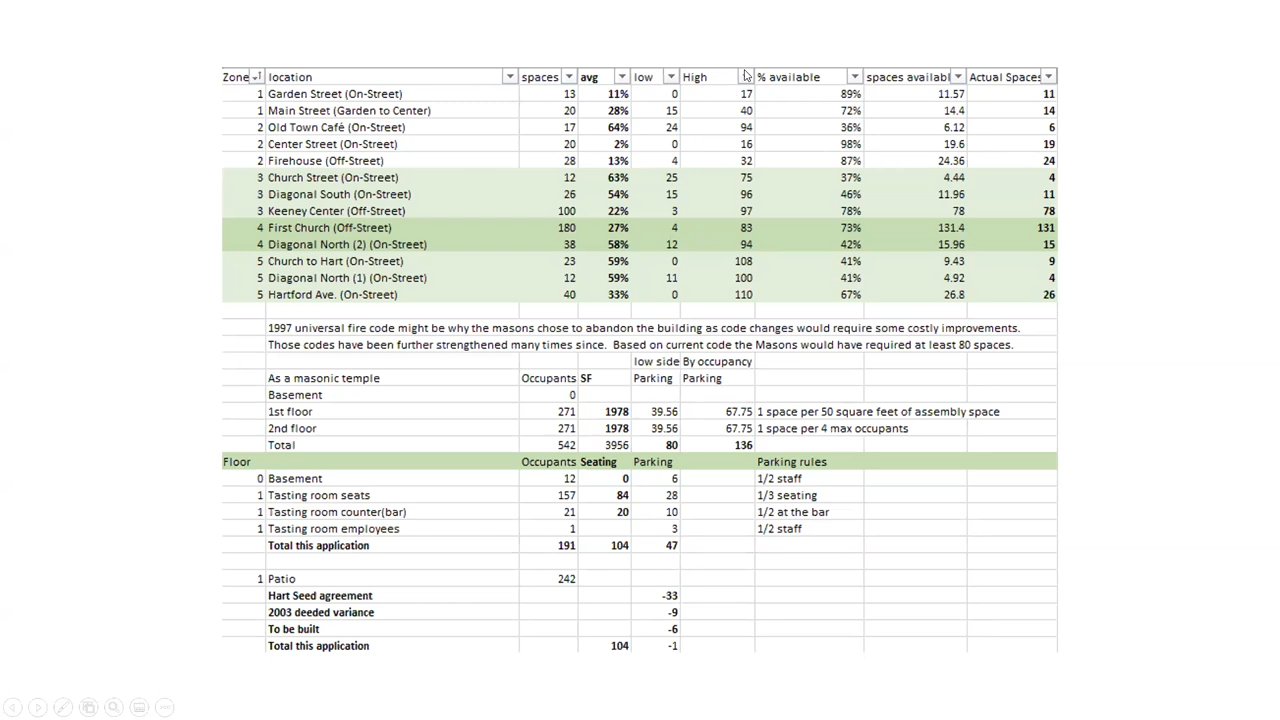 Zone location spaces avg low High % available spaces availabl Actual Spaces
1 Garden Street (On-Street) 13 11% 0 17 89% 11.57 11
1 Main Street (Garden to Center) 20 28% 15 40 72% 14.4 14
2 Old Town Café (On-Street) 17 64% 24 94 36% 6.12 6
2 Center Street (On-Street) 20 2% 0 16 98% 19.6 19
2 Firehouse (Off-Street) 28 13% 4 32 87% 24.36 24
3 Church Street (On-Street) 12 63% 25 75 37% 4.44 4
3 Diagonal South (On-Street) 26 54% 15 96 46% 11.96 11
3 Keeney Center (Off-Street) 100 22% 3 97 78% 78 78
4 First Church (Off-Street) 180 27% 4 83 73% 131.4 131
4 Diagonal North (2) (On-Street) 38 58% 12 94 42% 15.96 15
5 Church to Hart (On-Street) 23 59% 0 108 41% 9.43 9
5 Diagonal North (1) (On-Street) 12 59% 11 100 41% 4.92 4
5 Hartford Ave. (On-Street) 40 33% 0 110 67% 26.8 26
1997 universal fire code might be why the masons chose to abandon the building as code changes would require some costly improvements.
Those codes have been further strengthened many times since. Based on current code the Masons would have required at least 80 spaces.
low side By occupancy
As a masonic temple Occupants SF Parking Parking
Basement 0
1st floor 271 1978 39.56 67.75 1 space per 50 square feet of assembly space
2nd floor 271 1978 39.56 67.75 1 space per 4 max occupants
Total 542 3956 80 136
Floor Occupants Seating Parking Parking rules
0 Basement 12 0 6 1/2 staff
1 Tasting room seats 157 84 28 1/3 seating
1 Tasting room counter(bar) 21 20 10 1/2 at the bar
1 Tasting room employees 1 3 1/2 staff
Total this application 191 104 47
1 Patio 242
Hart Seed agreement -33
2003 deeded variance -9
To be built -6
Total this application 104 -1